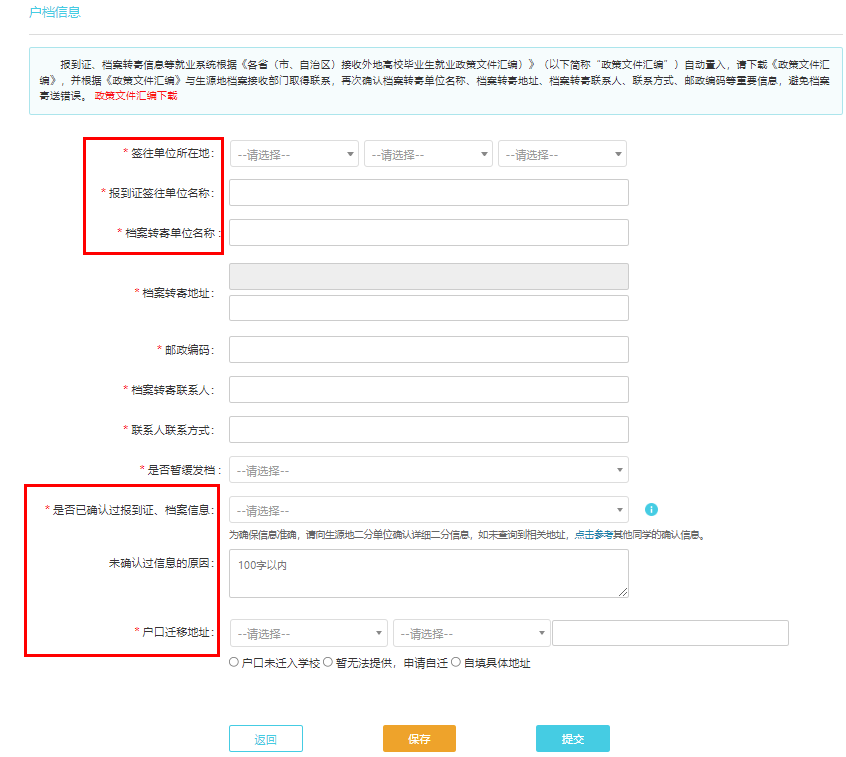 户档信息
到证、档案转寄信息等就业系统根据《各省（市、自治区）接收外地高校毕业生就业政策文件汇编）》（以下简称“政策文件汇编”）自动置入，请下载《政策文件汇
编》，并根据《政策文件汇编》与生源地档案接收部门取得联系，再次确认档案转寄单位名称、档案转寄地址、档案转寄联系人、联系方式、邮政编码等重要信息，避免档案
寄送错误。 政策文件汇编下载
* 签往单位所在地： --请选择-- --请选择-- --请选择--
* 报到证签往单位名称：
* 档案转寄单位名称：
* 档案转寄地址：
* 邮政编码：
* 档案转寄联系人：
* 联系人联系方式：
* 是否暂缓发档： --请选择--
* 是否已确认过报到证、档案信息： --请选择--
为确保信息准确，请向生源地二分单位确认详细二分信息，如未查询到相关地址，点击参考其他同学的确认信息。
未确认过信息的原因： 100字以内
* 户口迁移地址： --请选择-- --请选择--
户口未迁入学校 暂无法提供，申请自迁 自填具体地址
返回 保存 提交